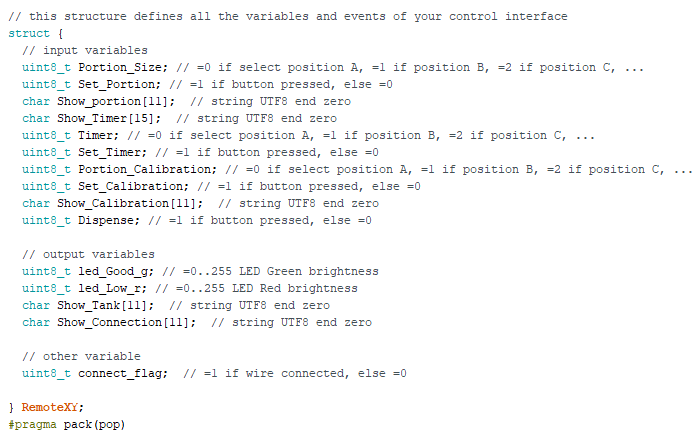 // this structure defines all the variables and events of your control interface
struct {
// input variables
uint8_t Portion_Size; // =0 if select position A, =1 if position B, =2 if position C, ...
uint8_t Set_Portion; // =1 if button pressed, else =0
char Show_portion[11]; // string UTF8 end zero
char Show_Timer[15]; // string UTF8 end zero
uint8_t Timer; // =0 if select position A, =1 if position B, =2 if position C, ...
uint8_t Set_Timer; // =1 if button pressed, else =0
uint8_t Portion_Calibration; // =0 if select position A, =1 if position B, =2 if position C, ...
uint8_t Set_Calibration; // =1 if button pressed, else =0
char Show_Calibration[11]; // string UTF8 end zero
uint8_t Dispense; // =1 if button pressed, else =0
// output variables
uint8_t led_Good_g; // =0..255 LED Green brightness
uint8_t led_Low_r; // =0..255 LED Red brightness
char Show_Tank[11]; // string UTF8 end zero
char Show_Connection[11]; // string UTF8 end zero
// other variable
uint8_t connect_flag; // =1 if wire connected, else =0
} RemoteXY;
#pragma pack(pop)